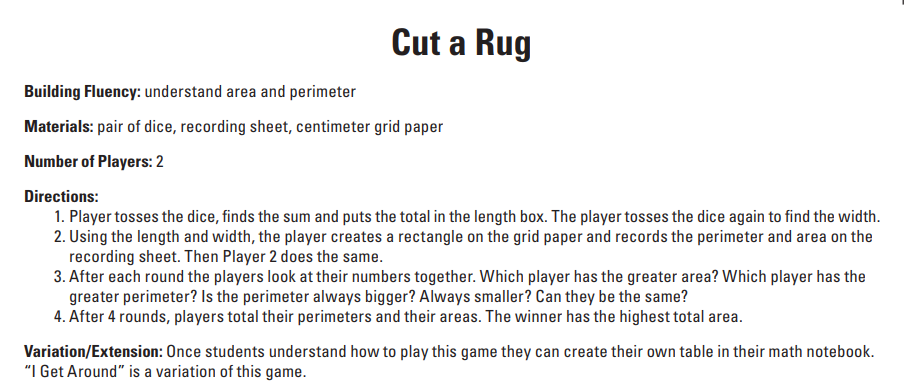 Cut a Rug
Building Fluency: understand area and perimeter
Materials: pair of dice, recording sheet, centimeter grid paper
Number of Players: 2
Directions:
1. Player tosses the dice, finds the sum and puts the total in the length box. The player tosses the dice again to find the width.
2. Using the length and width, the player creates a rectangle on the grid paper and records the perimeter and area on the
recording sheet. Then Player 2 does the same.
3. After each round the players look at their numbers together. Which player has the greater area? Which player has the
greater perimeter? Is the perimeter always bigger? Always smaller? Can they be the same?
4. After 4 rounds, players total their perimeters and their areas. The winner has the highest total area.
Variation/Extension: Once students understand how to play this game they can create their own table in their math notebook.
“I Get Around” is a variation of this game.